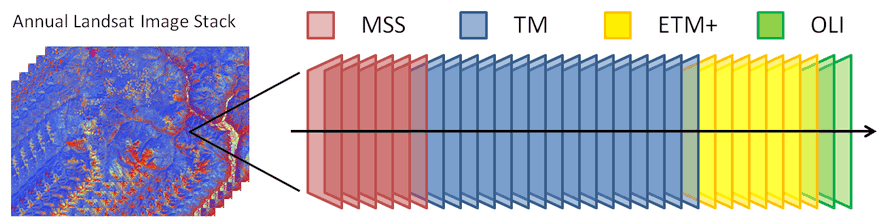 Annual Landsat Image Stack
MSS
TM
ETM+
OLI